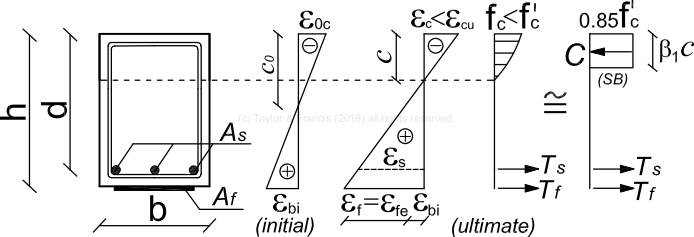 h
d
b
A_s
A_f
ε_0c
c_0
ε_bi
(initial)
ε_c<ε_cu
c
ε_s
ε_f=ε_fe
ε_bi
(ultimate)
f_c<f'_c
T_s
T_f
≅
0.85f'_c
C
(SB)
β_1c
T_s
T_f
(c) Taylor & Francis (2018) all rights reserved.